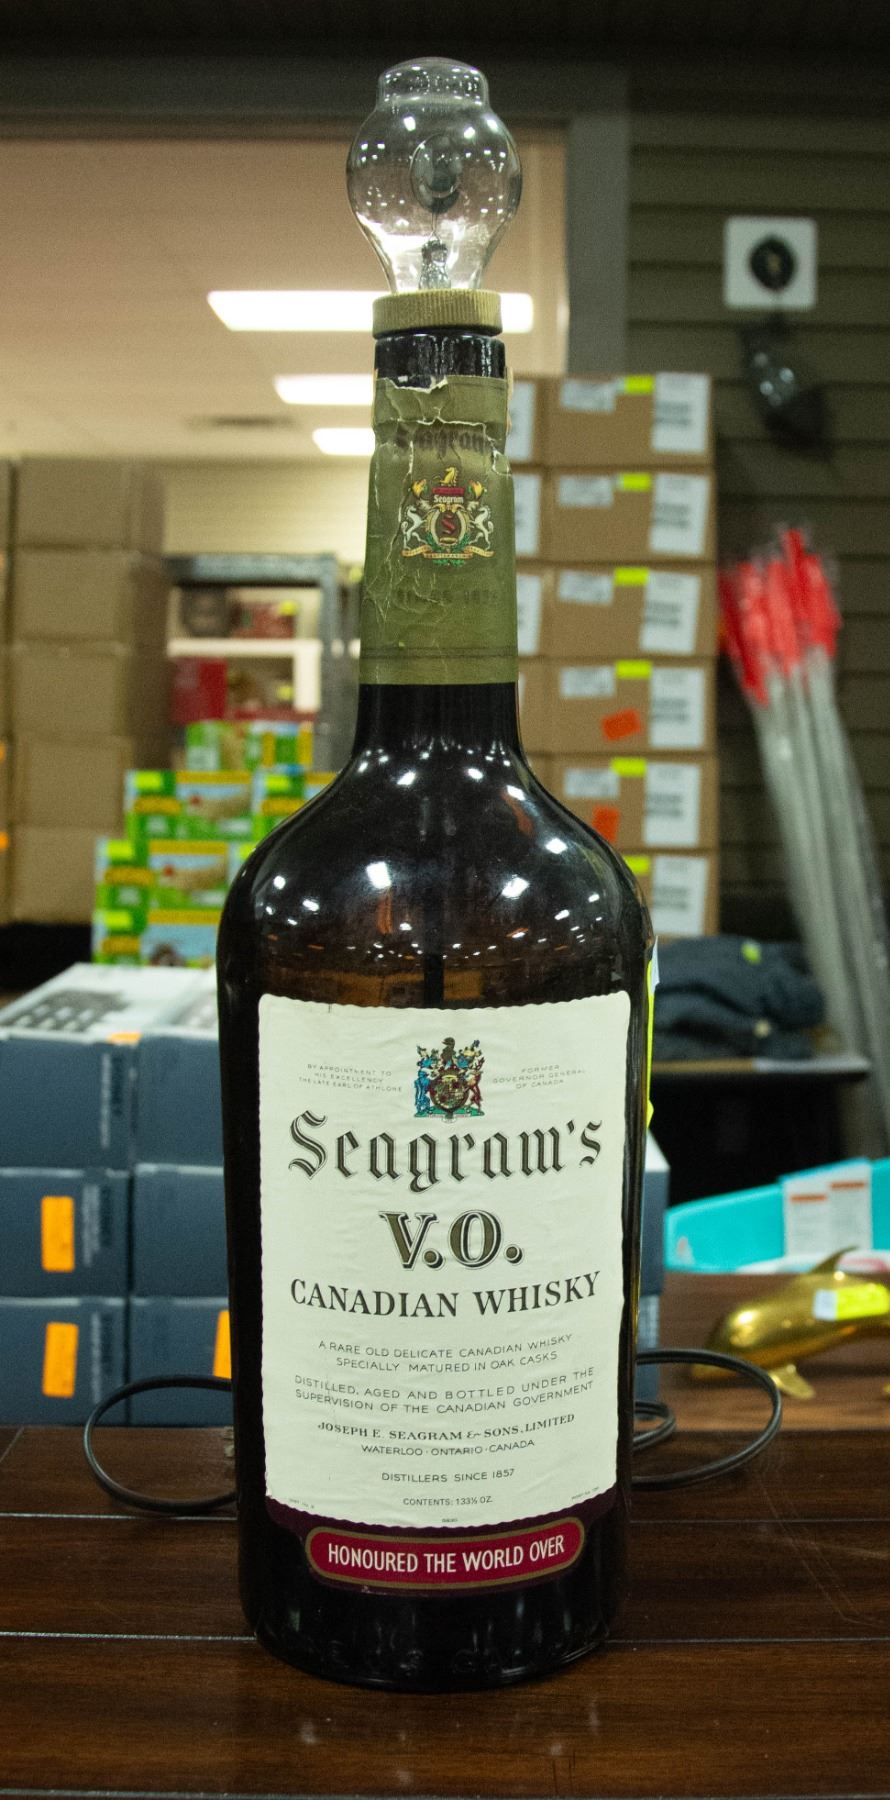 Seagram
Seagram
BY APPOINTMENT TO
HIS EXCELLENCY
THE LATE EARL OF ATHLONE
FORMER
GOVERNOR GENERAL
OF CANADA
Seagram's
V.O.
CANADIAN WHISKY
A RARE OLD DELICATE CANADIAN WHISKY
SPECIALLY MATURED IN OAK CASKS
DISTILLED, AGED AND BOTTLED UNDER THE
SUPERVISION OF THE CANADIAN GOVERNMENT
JOSEPH E. SEAGRAM & SONS, LIMITED
WATERLOO · ONTARIO · CANADA
DISTILLERS SINCE 1857
CONTENTS: 133⅓ OZ.
HONOURED THE WORLD OVER